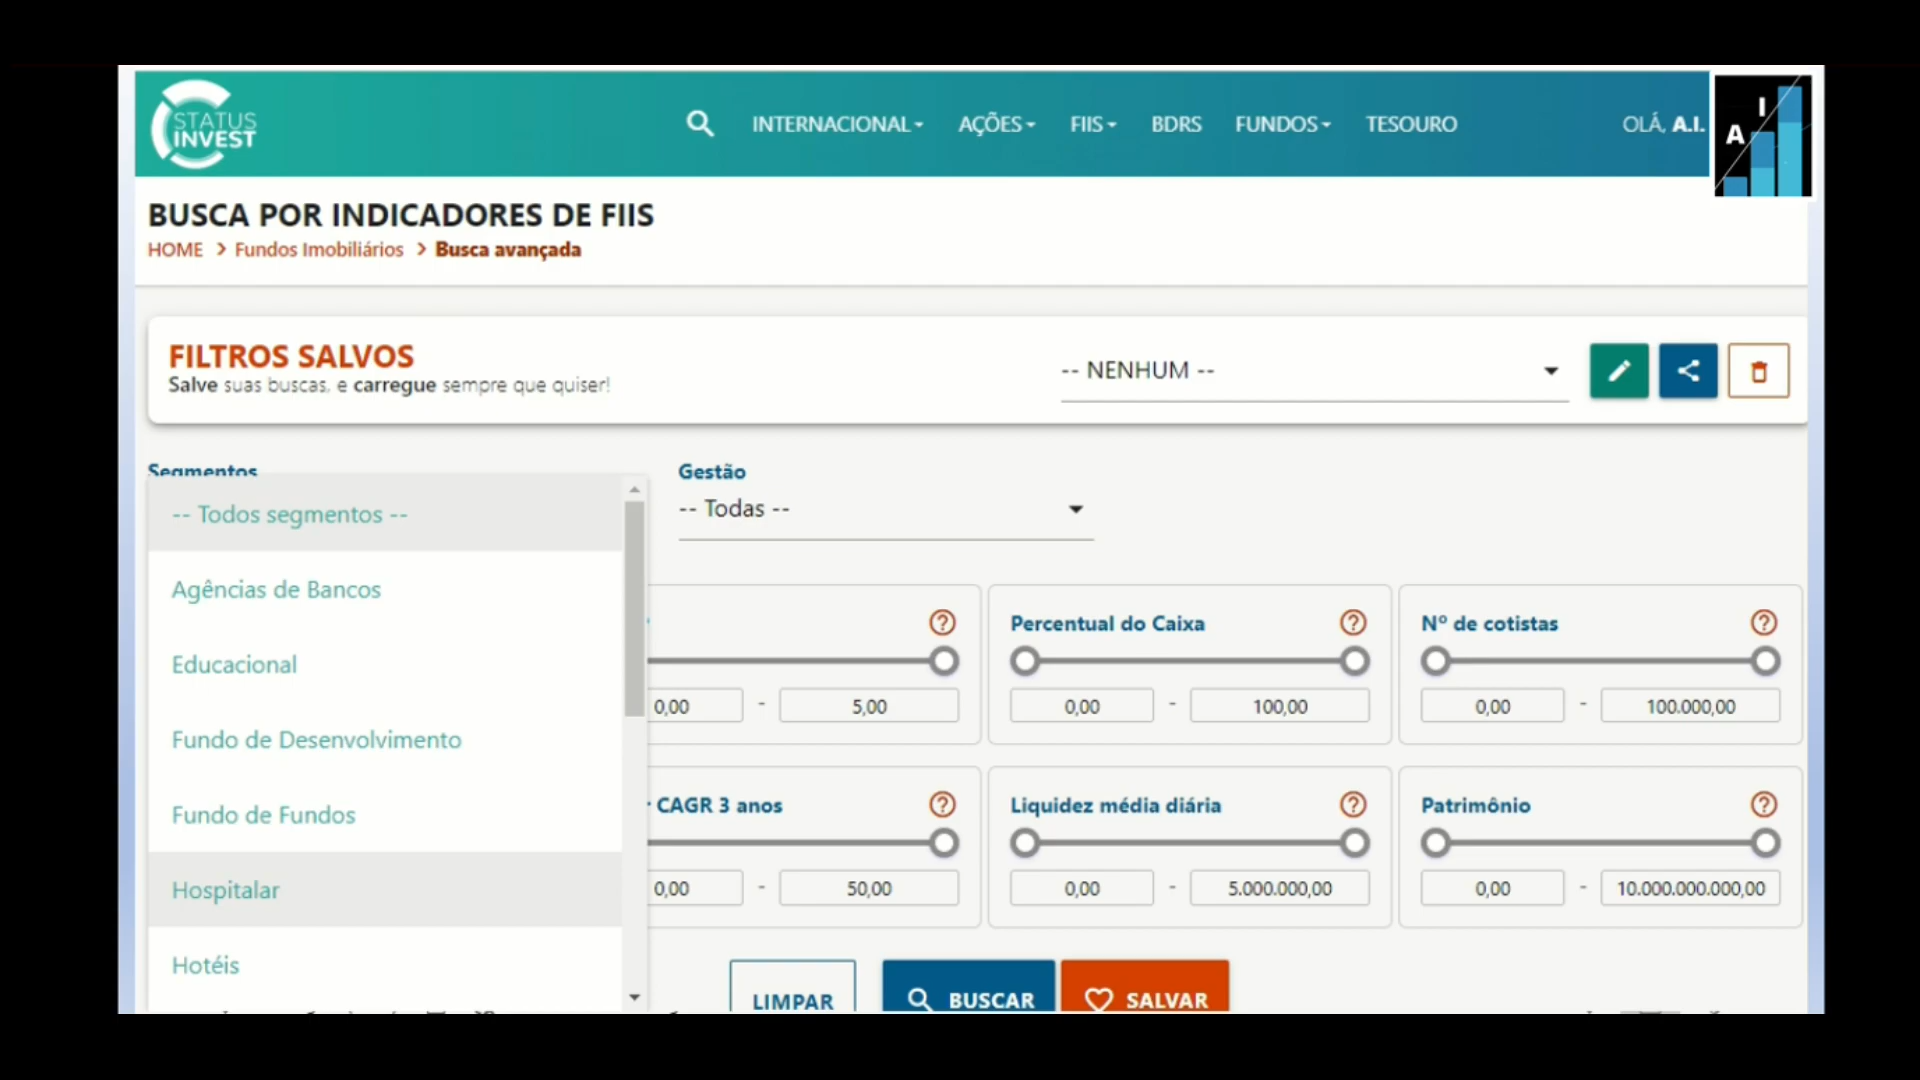 STATUS
INVEST
INTERNACIONAL
AÇÕES
FIIS
BDRS
FUNDOS
TESOURO
OLÁ, A.I.
A I
BUSCA POR INDICADORES DE FIIS
HOME > Fundos Imobiliários > Busca avançada
FILTROS SALVOS
Salve suas buscas, e carregue sempre que quiser!
-- NENHUM --
Segmentos
Gestão
-- Todos segmentos --
-- Todas --
Agências de Bancos
Educacional
Fundo de Desenvolvimento
Fundo de Fundos
Hospitalar
Hotéis
Percentual do Caixa
Nº de cotistas
0,00 - 5,00
0,00 - 100,00
0,00 - 100.000,00
CAGR 3 anos
Liquidez média diária
Patrimônio
0,00 - 50,00
0,00 - 5.000.000,00
0,00 - 10.000.000.000,00
LIMPAR
BUSCAR
SALVAR